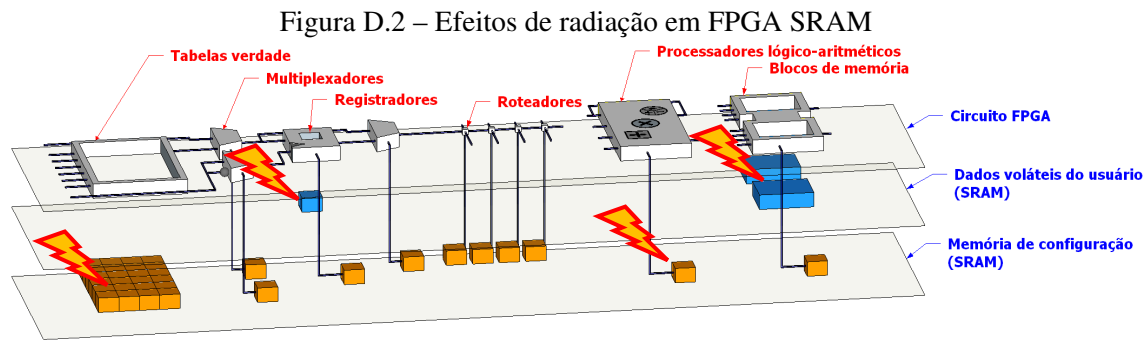 Figura D.2 – Efeitos de radiação em FPGA SRAM
Tabelas verdade
Multiplexadores
Registradores
Roteadores
Processadores lógico-aritméticos
Blocos de memória
Circuito FPGA
Dados voláteis do usuário
(SRAM)
Memória de configuração
(SRAM)